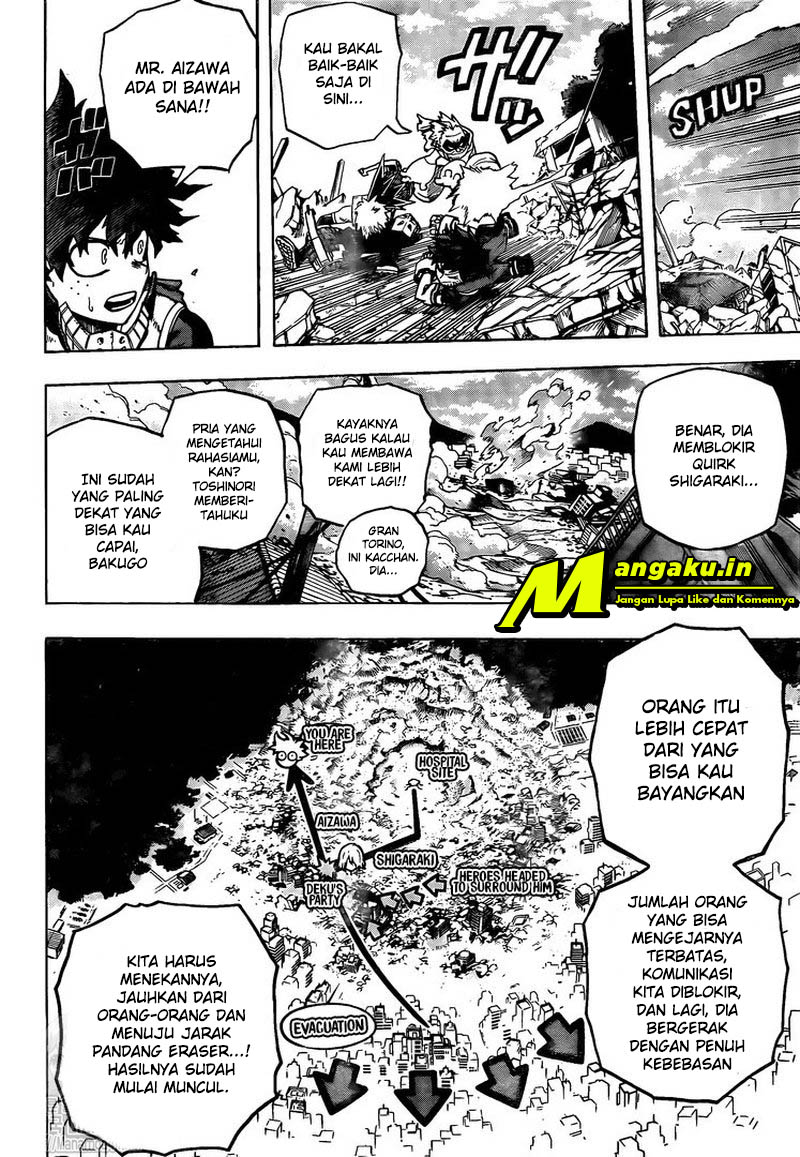 SHUP
KAU BAKAL
BAIK-BAIK
SAJA DI
SINI...
MR. AIZAWA
ADA DI BAWAH
SANA!!
BENAR, DIA
MEMBLOKIR
QUIRK
SHIGARAKI...
KAYAKNYA
BAGUS KALAU
KAU MEMBAWA
KAMI LEBIH
DEKAT LAGI!!
GRAN
TORINO,
INI KACCHAN.
DIA...
PRIA YANG
MENGETAHUI
RAHASIAMU,
KAN?
TOSHINORI
MEMBERI-
TAHUKU
INI SUDAH
YANG PALING
DEKAT YANG
BISA KAU
CAPAI,
BAKUGO
Mangaku.in
Jangan Lupa Like dan Komennya
ORANG ITU
LEBIH CEPAT
DARI YANG
BISA KAU
BAYANGKAN
YOU ARE
HERE
HOSPITAL
SITE
AIZAWA
SHIGARAKI
HEROES HEADED
TO SURROUND HIM
DEKU'S
PARTY
EVACUATION
JUMLAH ORANG
YANG BISA
MENGEJARNYA
TERBATAS,
KOMUNIKASI
KITA DIBLOKIR,
DAN LAGI, DIA
BERGERAK
DENGAN PENUH
KEBEBASAN
KITA HARUS
MENEKANNYA,
JAUHKAN DARI
ORANG-ORANG DAN
MENUJU JARAK
PANDANG ERASER...!
HASILNYA SUDAH
MULAI MUNCUL.